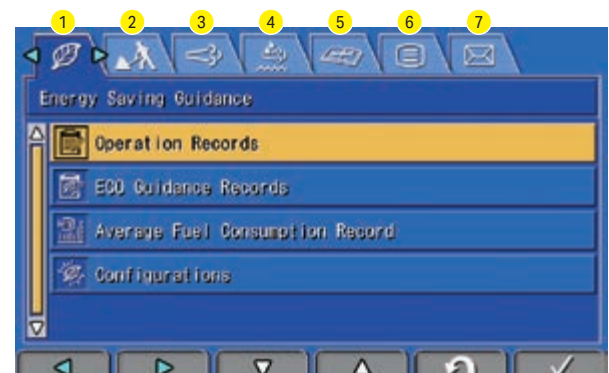 1 2 3 4 5 6 7
Energy Saving Guidance
Operation Records
ECO Guidance Records
Average Fuel Consumption Record
Configurations